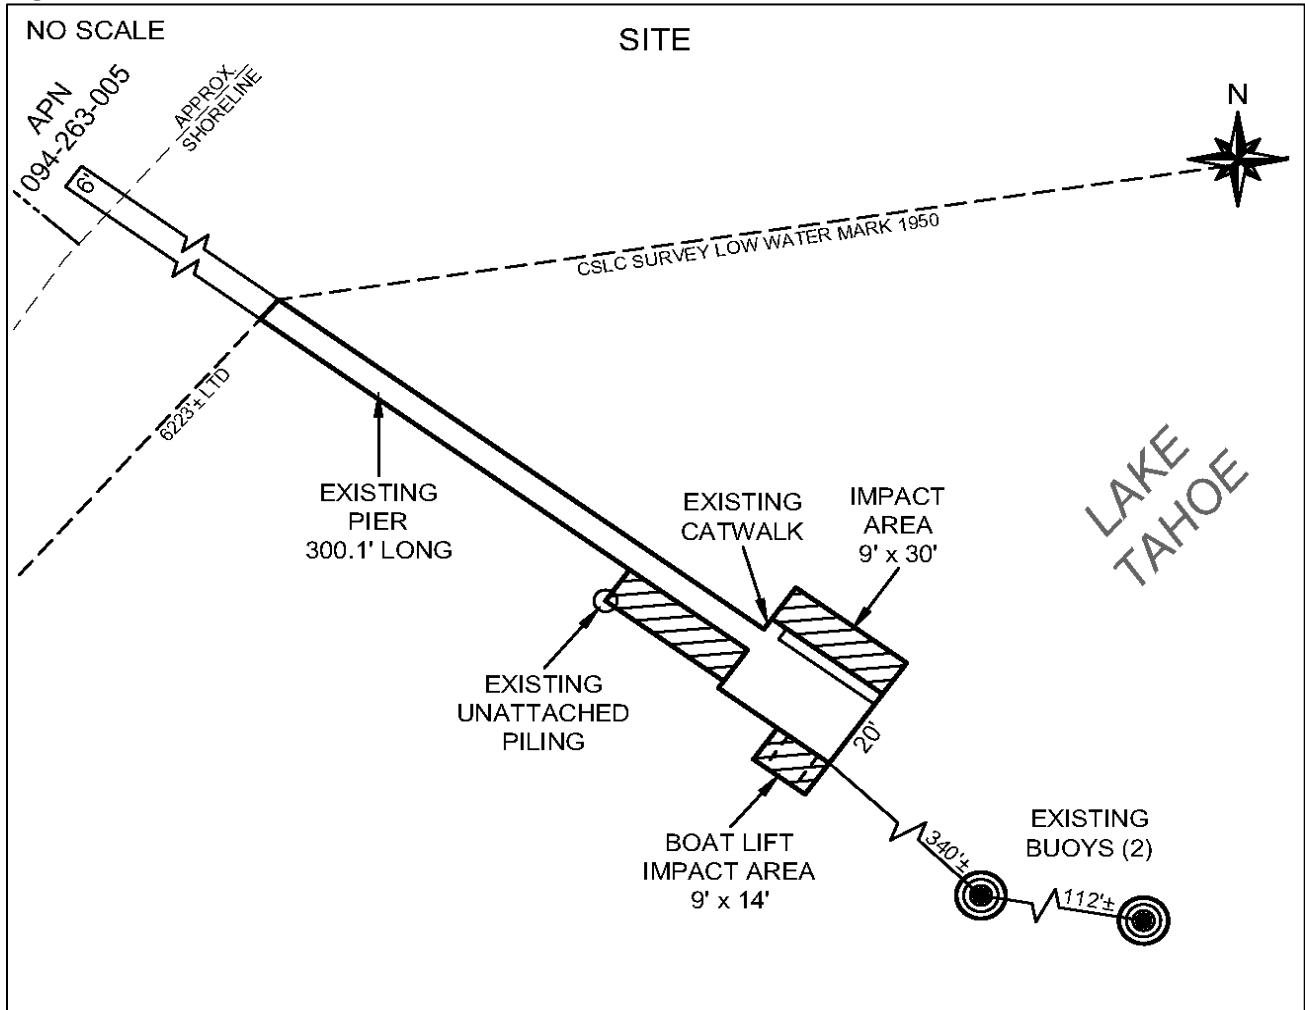 NO SCALE
SITE
APN
094-263-005
APPROX.
SHORELINE
N
6'
CSLC SURVEY LOW WATER MARK 1950
6223'± LTD
LAKE
TAHOE
EXISTING
PIER
300.1' LONG
EXISTING
CATWALK
IMPACT
AREA
9' x 30'
EXISTING
UNATTACHED
PILING
20'
BOAT LIFT
IMPACT AREA
9' x 14'
340'±
EXISTING
BUOYS (2)
112'±